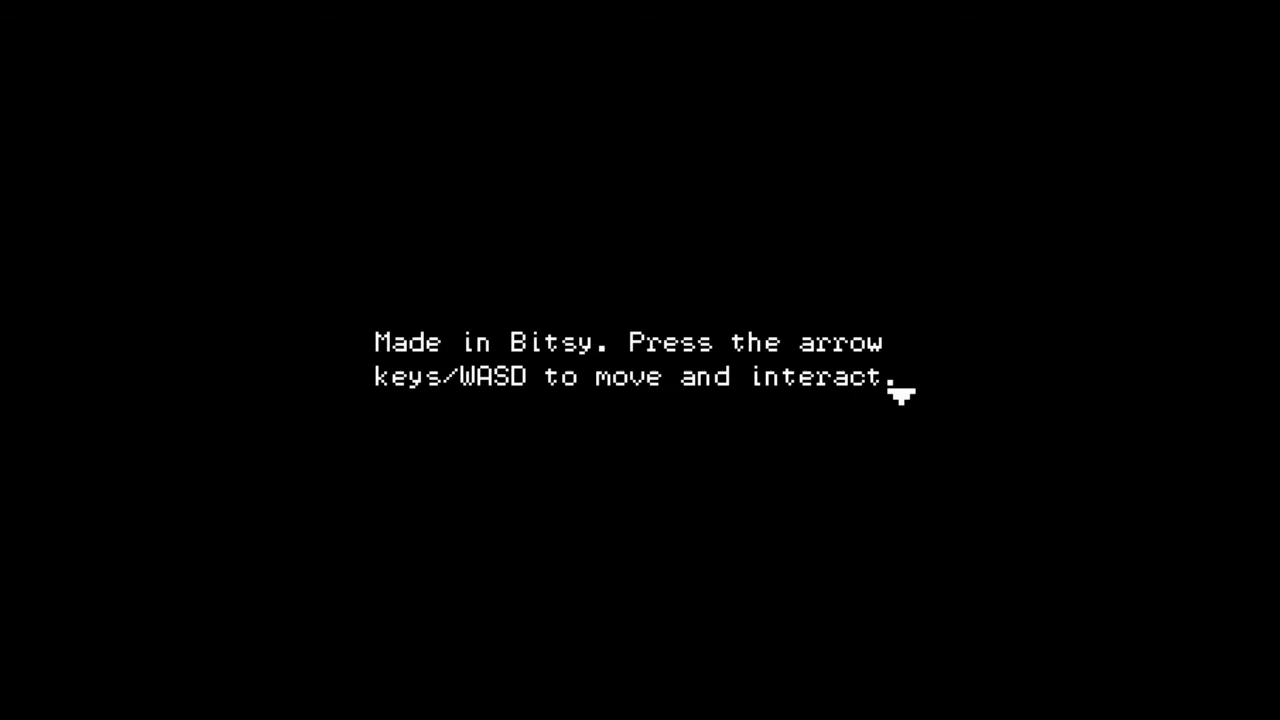 Made in Bitsy. Press the arrow
keys/WASD to move and interact.